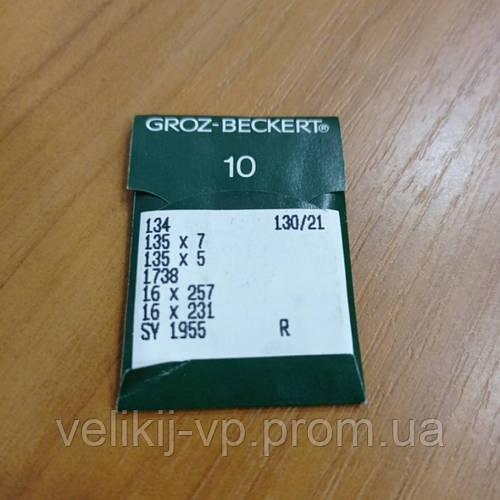 GROZ-BECKERT®
10
134 130/21
135 x 7
135 x 5
1738
16 x 257
16 x 231
SY 1955 R
velikij-vp.prom.ua